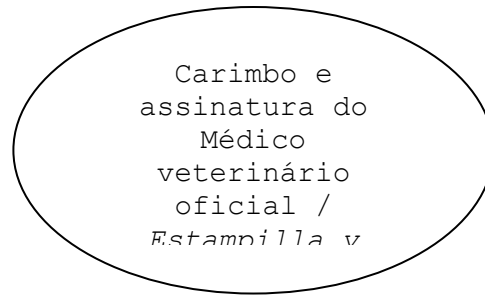 Carimbo e
assinatura do
Médico
veterinário
oficial /
Estampilla y